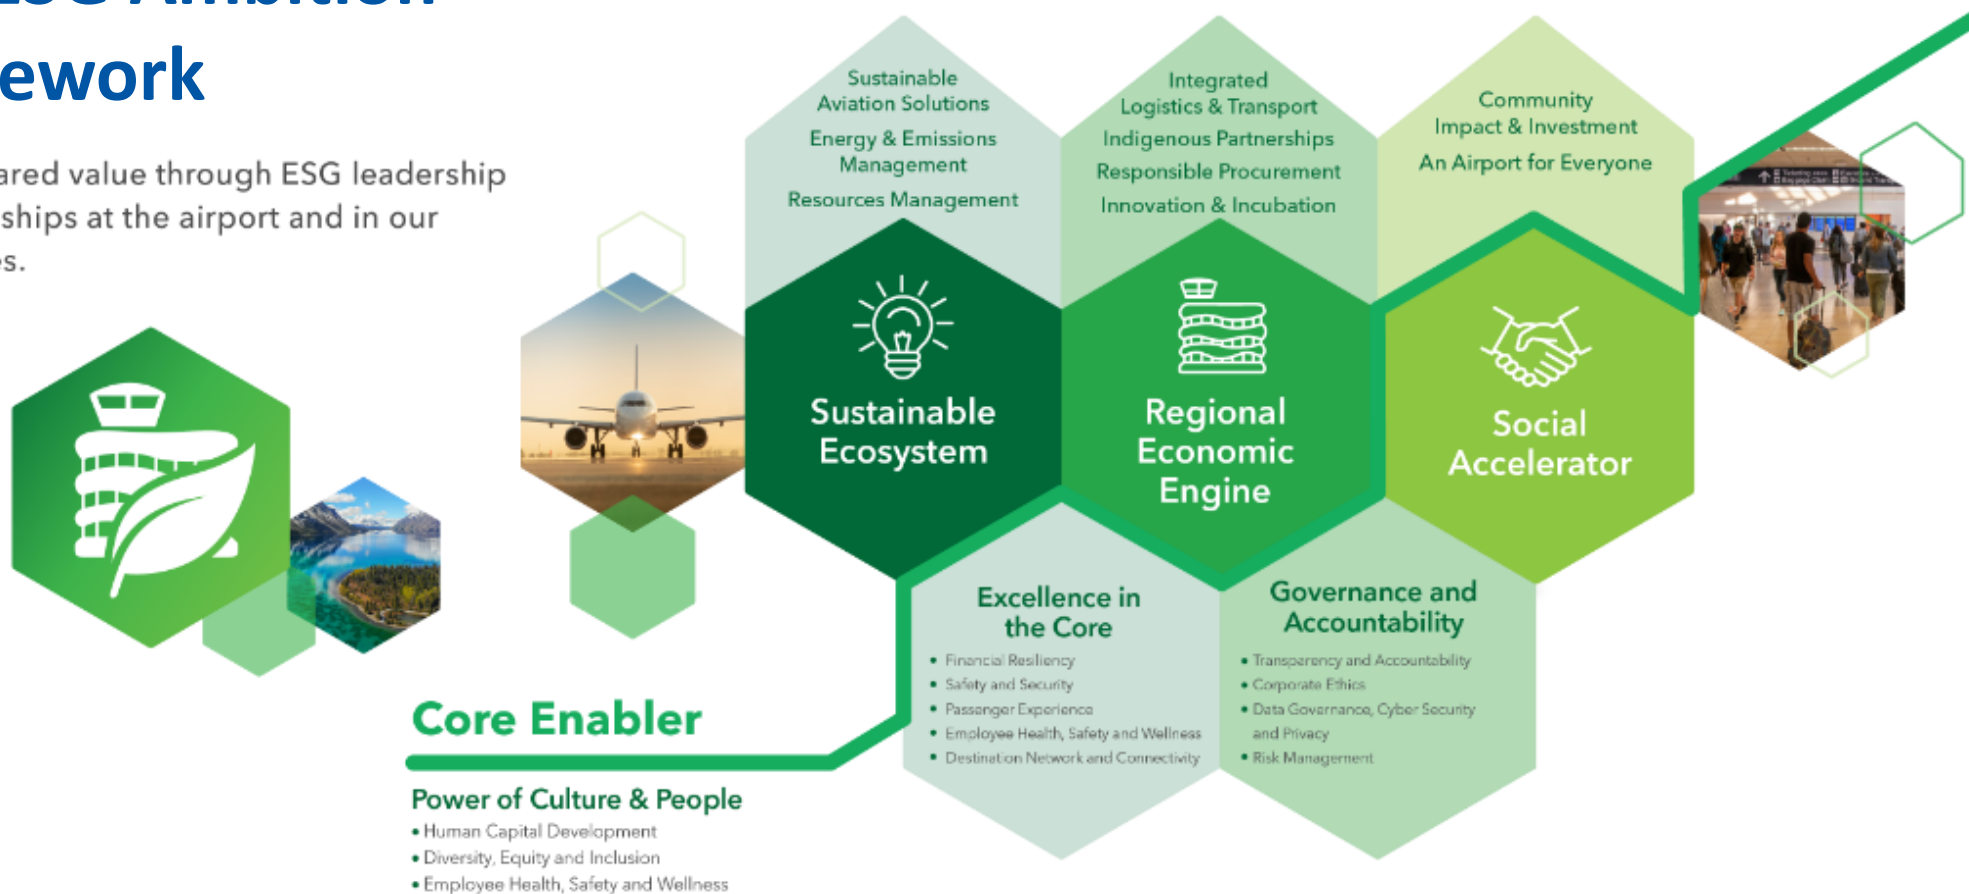 ework
ared value through ESG leadership
ships at the airport and in our
es.
Sustainable
Aviation Solutions
Energy & Emissions
Management
Resources Management
Integrated
Logistics & Transport
Indigenous Partnerships
Responsible Procurement
Innovation & Incubation
Community
Impact & Investment
An Airport for Everyone
Sustainable
Ecosystem
Regional
Economic
Engine
Social
Accelerator
Excellence in
the Core
• Financial Resiliency
• Safety and Security
• Passenger Experience
• Employee Health, Safety and Wellness
• Destination Network and Connectivity
Governance and
Accountability
• Transparency and Accountability
• Corporate Ethics
• Data Governance, Cyber Security
and Privacy
• Risk Management
Core Enabler
Power of Culture & People
• Human Capital Development
• Diversity, Equity and Inclusion
• Employee Health, Safety and Wellness